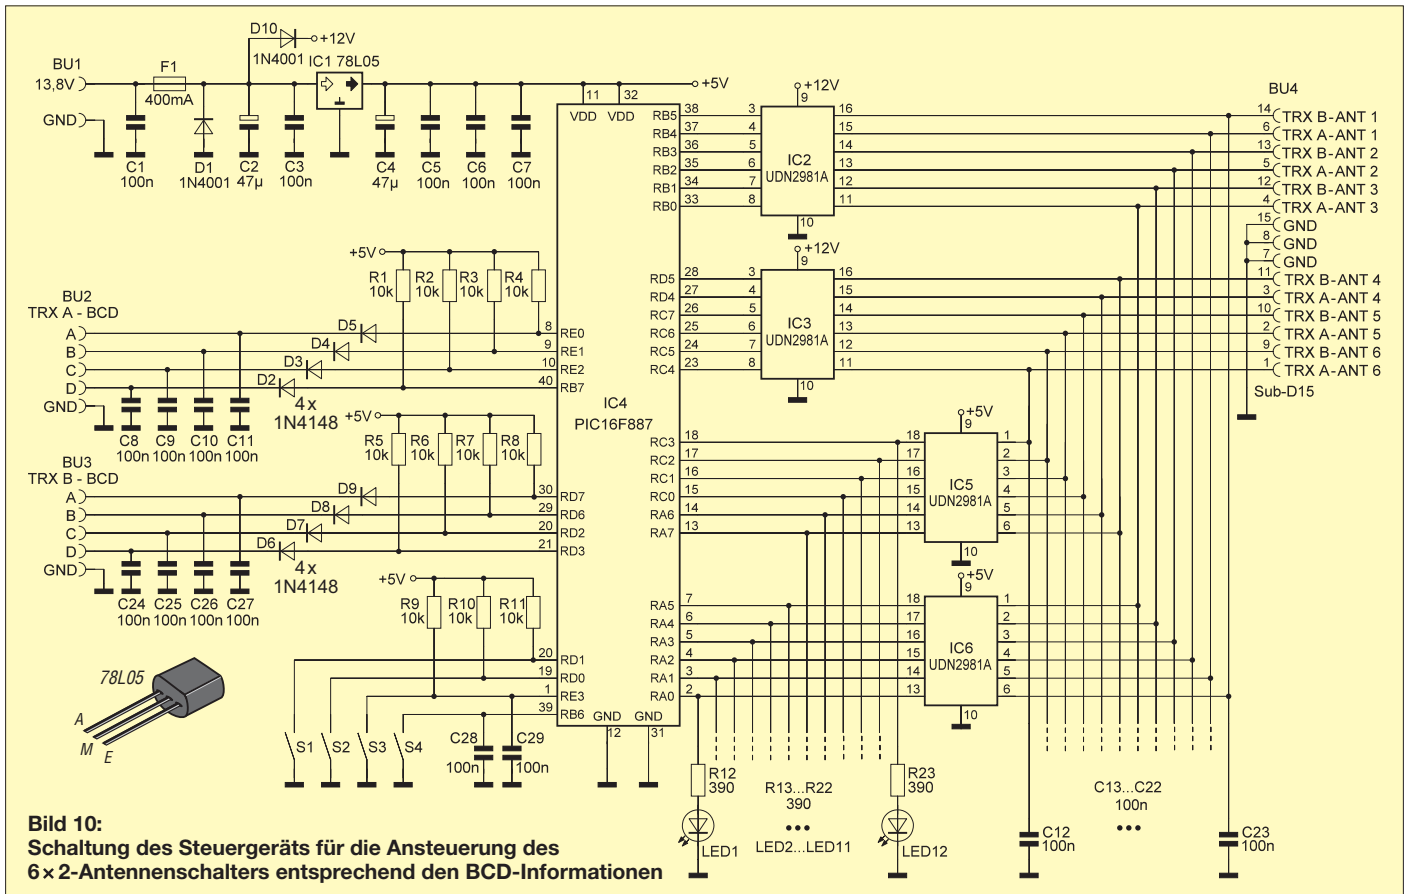 D10
+12V
1N4001
BU1
13,8V
F1
400mA
IC1 78L05
+5V
GND
C1
100n
D1
1N4001
C2
47µ
C3
100n
C4
47µ
C5
100n
C6
100n
C7
100n
11
32
VDD
VDD
RB5
RB4
RB3
RB2
RB1
RB0
38
37
36
35
34
33
3
4
5
6
7
8
+12V
9
IC2
UDN2981A
10
16
15
14
13
12
11
BU4
14 TRX B-ANT 1
6 TRX A-ANT 1
13 TRX B-ANT 2
5 TRX A-ANT 2
12 TRX B-ANT 3
4 TRX A-ANT 3
15 GND
8 GND
7 GND
11 TRX B-ANT 4
3 TRX A-ANT 4
10 TRX B-ANT 5
2 TRX A-ANT 5
9 TRX B-ANT 6
1 TRX A-ANT 6
Sub-D15
RD5
RD4
RC7
RC6
RC5
RC4
28
27
26
25
24
23
3
4
5
6
7
8
+12V
9
IC3
UDN2981A
10
16
15
14
13
12
11
+5V
R1
10k
R2
10k
R3
10k
R4
10k
BU2
TRX A - BCD
A
B
C
D
GND
D5
D4
D3
D2
4x
1N4148
8 RE0
9 RE1
10 RE2
40 RB7
C8
100n
C9
100n
C10
100n
C11
100n
IC4
PIC16F887
+5V
R5
10k
R6
10k
R7
10k
R8
10k
BU3
TRX B - BCD
A
B
C
D
GND
D9
D8
D7
D6
4x
1N4148
30 RD7
29 RD6
20 RD2
21 RD3
C24
100n
C25
100n
C26
100n
C27
100n
RC3
RC2
RC1
RC0
RA6
RA7
18
17
16
15
14
13
18
17
16
15
14
13
+5V
9
IC5
UDN2981A
10
1
2
3
4
5
6
+5V
R9
10k
R10
10k
R11
10k
20 RD1
19 RD0
1 RE3
39 RB6
S1
S2
S3
S4
C28
100n
C29
100n
GND
GND
12
31
RA5
RA4
RA3
RA2
RA1
RA0
7
6
5
4
3
2
18
17
16
15
14
13
+5V
9
IC6
UDN2981A
10
1
2
3
4
5
6
78L05
A
M
E
R12
390
LED1
R13...R22
390
LED2...LED11
R23
390
LED12
C12
100n
C13...C22
100n
C23
100n
Bild 10:
Schaltung des Steuergeräts für die Ansteuerung des
6×2-Antennenschalters entsprechend den BCD-Informationen